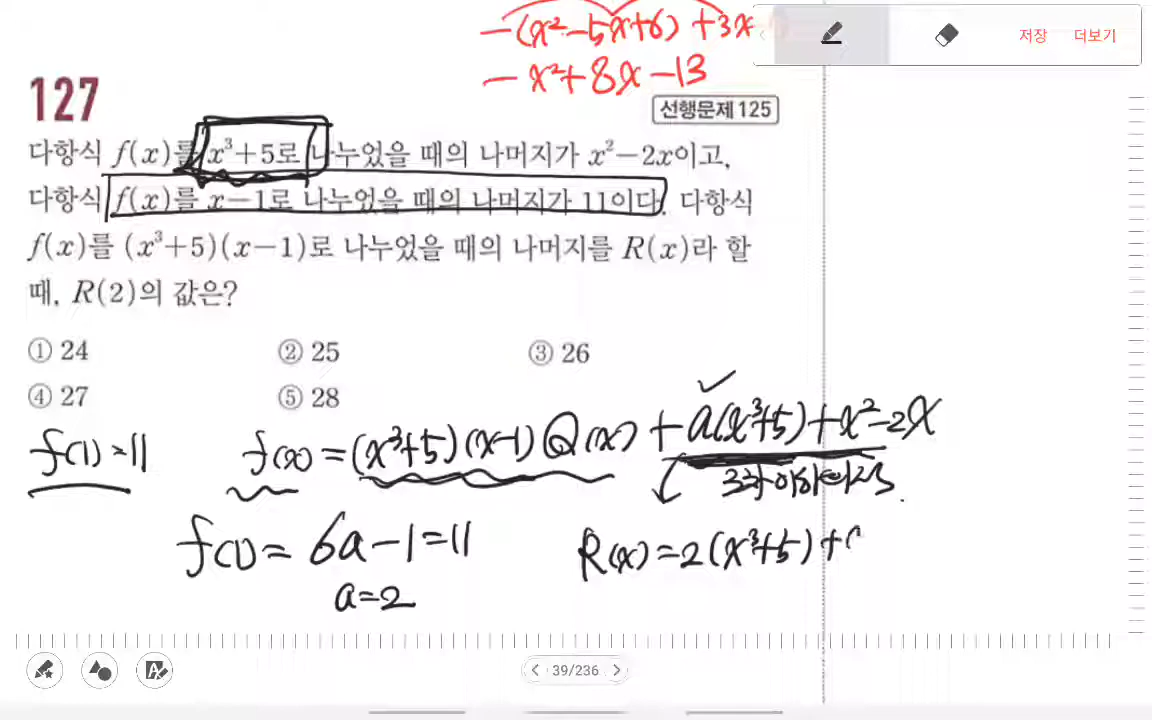 −(x²−5x+6) +3x
−x²+8x−13
저장 더보기
127
선행문제 125
다항식 f(x)를 x³+5로 나누었을 때의 나머지가 x²−2x이고,
다항식 f(x)를 x−1로 나누었을 때의 나머지가 11이다. 다항식
f(x)를 (x³+5)(x−1)로 나누었을 때의 나머지를 R(x)라 할
때, R(2)의 값은?
① 24 ② 25 ③ 26
④ 27 ⑤ 28
f(1)=11 f(x)=(x³+5)(x−1)Q(x)+a(x³+5)+x²−2x
f(1)=6a−1=11 R(x)=2(x³+5)+(
a=2
39/236